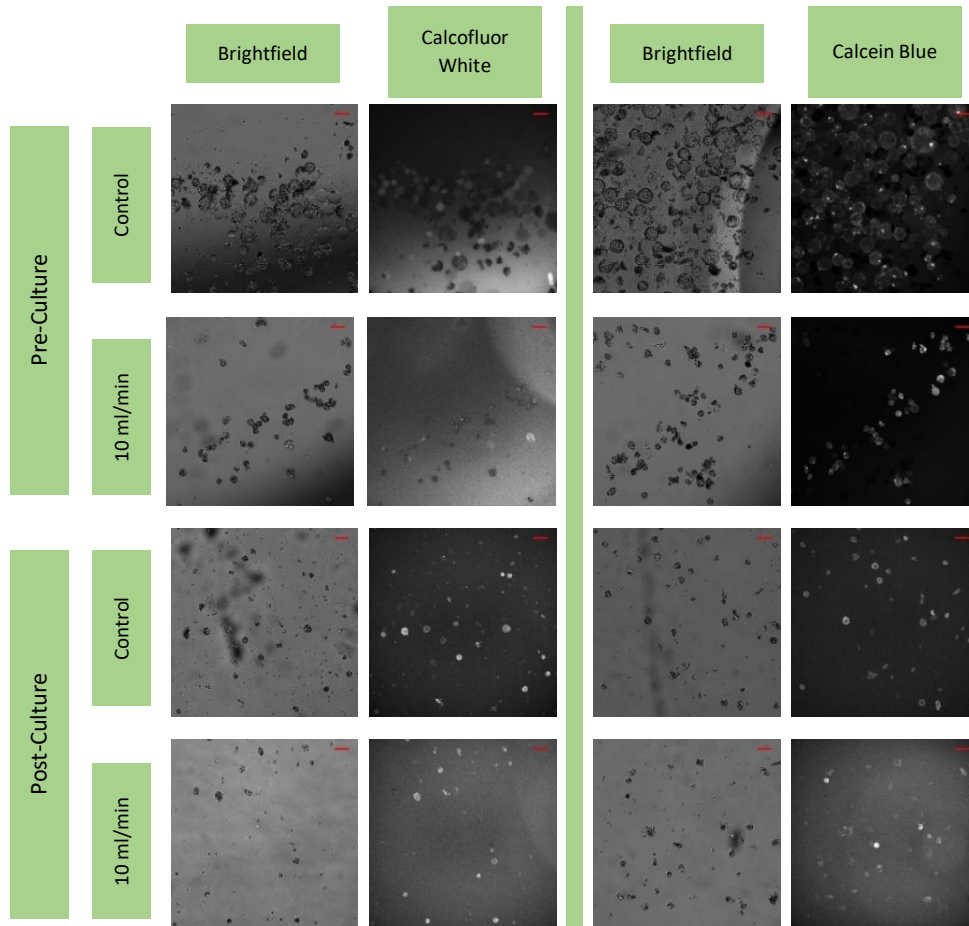 Brightfield
Calcofluor
White
Brightfield
Calcein Blue
Pre-Culture
Control
10 ml/min
Post-Culture
Control
10 ml/min